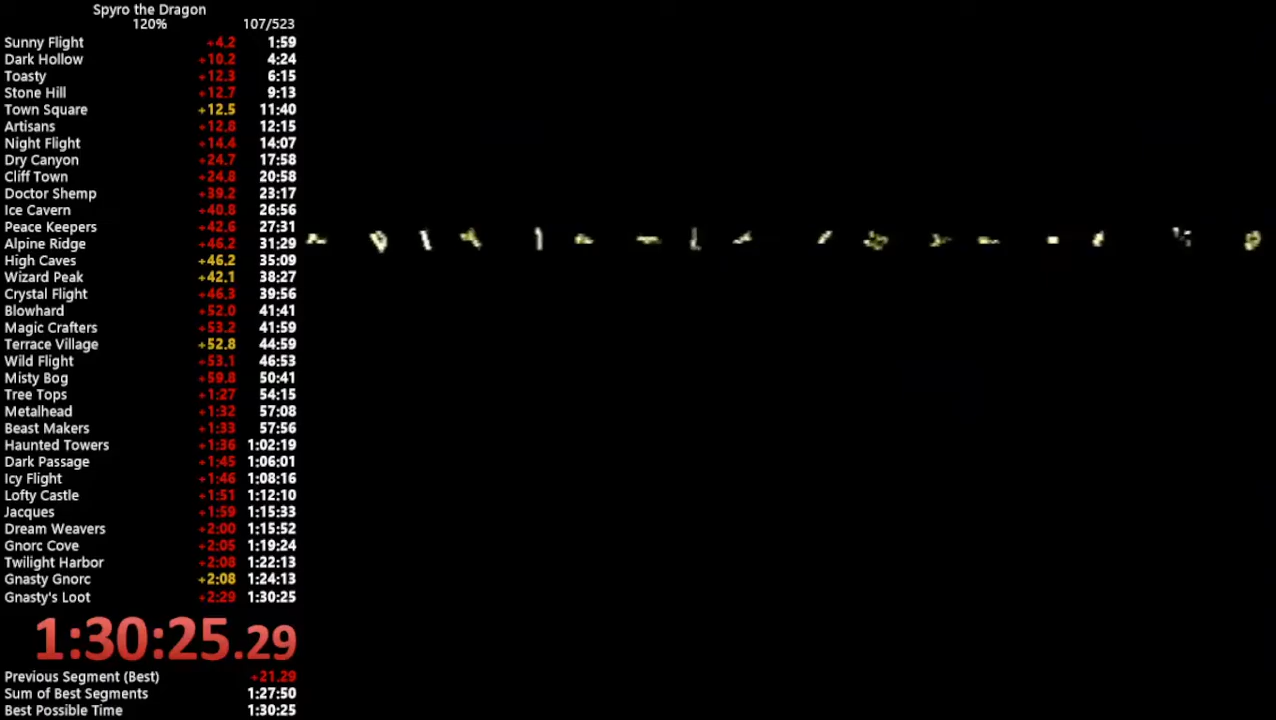 Spyro the Dragon
120% 107/523
Sunny Flight +4.2 1:59
Dark Hollow +10.2 4:24
Toasty +12.3 6:15
Stone Hill +12.7 9:13
Town Square +12.5 11:40
Artisans +12.8 12:15
Night Flight +14.4 14:07
Dry Canyon +24.7 17:58
Cliff Town +24.8 20:58
Doctor Shemp +39.2 23:17
Ice Cavern +40.8 26:56
Peace Keepers +42.6 27:31
Alpine Ridge +46.2 31:29
High Caves +46.2 35:09
Wizard Peak +42.1 38:27
Crystal Flight +46.3 39:56
Blowhard +52.0 41:41
Magic Crafters +53.2 41:59
Terrace Village +52.8 44:59
Wild Flight +53.1 46:53
Misty Bog +59.8 50:41
Tree Tops +1:27 54:15
Metalhead +1:32 57:08
Beast Makers +1:33 57:56
Haunted Towers +1:36 1:02:19
Dark Passage +1:45 1:06:01
Icy Flight +1:46 1:08:16
Lofty Castle +1:51 1:12:10
Jacques +1:59 1:15:33
Dream Weavers +2:00 1:15:52
Gnorc Cove +2:05 1:19:24
Twilight Harbor +2:08 1:22:13
Gnasty Gnorc +2:08 1:24:13
Gnasty's Loot +2:29 1:30:25
1:30:25.29
Previous Segment (Best) +21.29
Sum of Best Segments 1:27:50
Best Possible Time 1:30:25